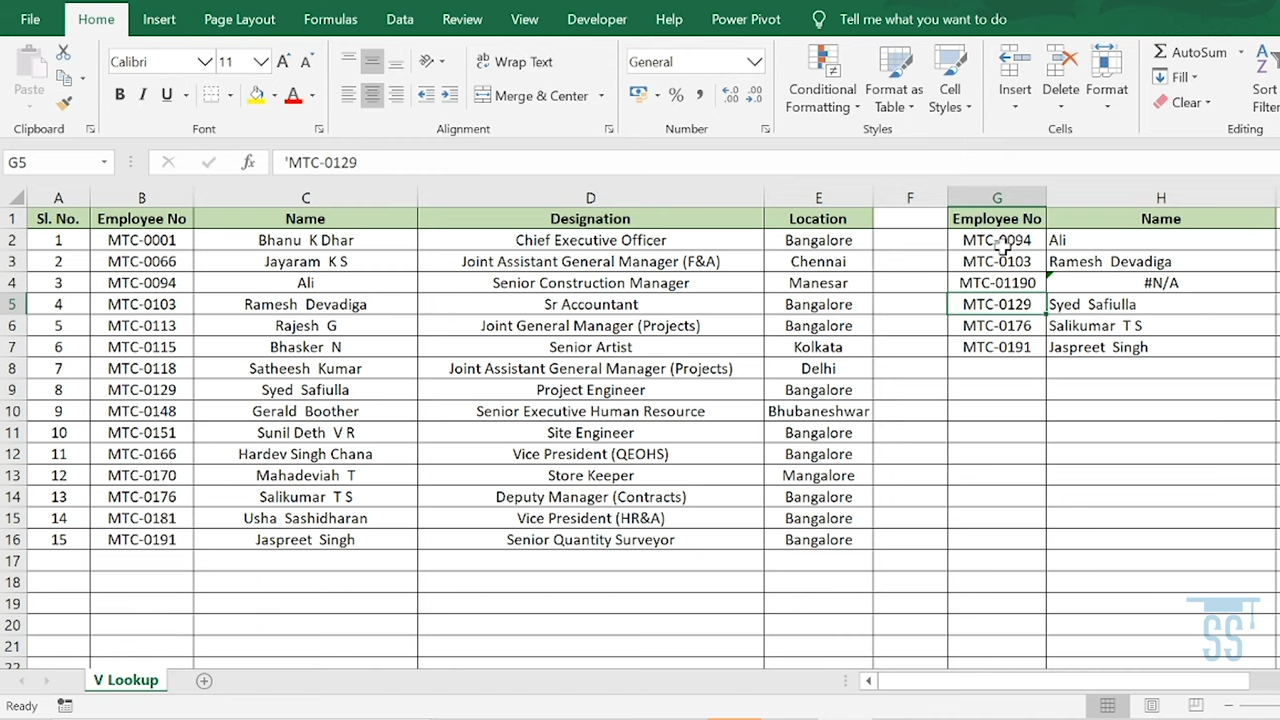 File Home Insert Page Layout Formulas Data Review View Developer Help Power Pivot Tell me what you want to do
Paste Calibri 11 A A Wrap Text General Conditional Formatting Format as Table Cell Styles Insert Delete Format AutoSum
B I U A Merge & Center % , Fill Clear Sort Filter
Clipboard Font Alignment Number Styles Cells Editing
G5 fx 'MTC-0129
A B C D E F G H
1 Sl. No. Employee No Name Designation Location Employee No Name
2 1 MTC-0001 Bhanu K Dhar Chief Executive Officer Bangalore MTC-0094 Ali
3 2 MTC-0066 Jayaram K S Joint Assistant General Manager (F&A) Chennai MTC-0103 Ramesh Devadiga
4 3 MTC-0094 Ali Senior Construction Manager Manesar MTC-01190 #N/A
5 4 MTC-0103 Ramesh Devadiga Sr Accountant Bangalore MTC-0129 Syed Safiulla
6 5 MTC-0113 Rajesh G Joint General Manager (Projects) Bangalore MTC-0176 Salikumar T S
7 6 MTC-0115 Bhasker N Senior Artist Kolkata MTC-0191 Jaspreet Singh
8 7 MTC-0118 Satheesh Kumar Joint Assistant General Manager (Projects) Delhi
9 8 MTC-0129 Syed Safiulla Project Engineer Bangalore
10 9 MTC-0148 Gerald Boother Senior Executive Human Resource Bhubaneshwar
11 10 MTC-0151 Sunil Deth V R Site Engineer Bangalore
12 11 MTC-0166 Hardev Singh Chana Vice President (QEOHS) Bangalore
13 12 MTC-0170 Mahadeviah T Store Keeper Mangalore
14 13 MTC-0176 Salikumar T S Deputy Manager (Contracts) Bangalore
15 14 MTC-0181 Usha Sashidharan Vice President (HR&A) Bangalore
16 15 MTC-0191 Jaspreet Singh Senior Quantity Surveyor Bangalore
17
18
19
20
21
22
SS
V Lookup
Ready